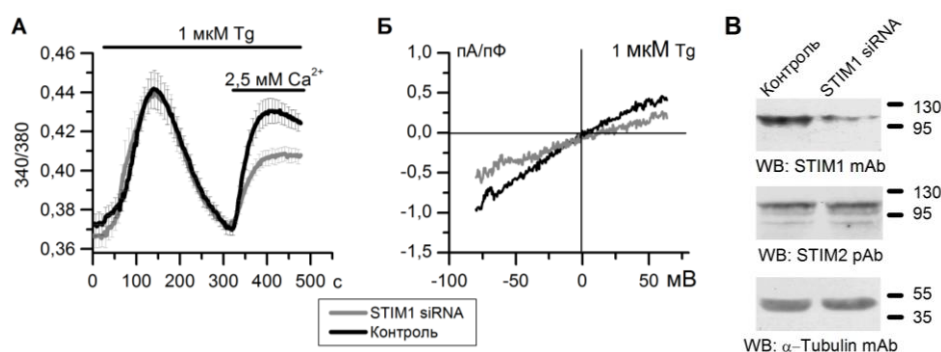 А
1 мкМ Tg
2,5 мМ Ca²⁺
340/380
0,46
0,44
0,42
0,40
0,38
0,36
0 100 200 300 400 500 с
Б
пА/пФ
1 мкМ Tg
1,0
0,5
0,0
-0,5
-1,0
-1,5
-100 -50 0 50 мВ
STIM1 siRNA
Контроль
В
Контроль
STIM1 siRNA
130
95
WB: STIM1 mAb
130
95
WB: STIM2 pAb
55
35
WB: α–Tubulin mAb